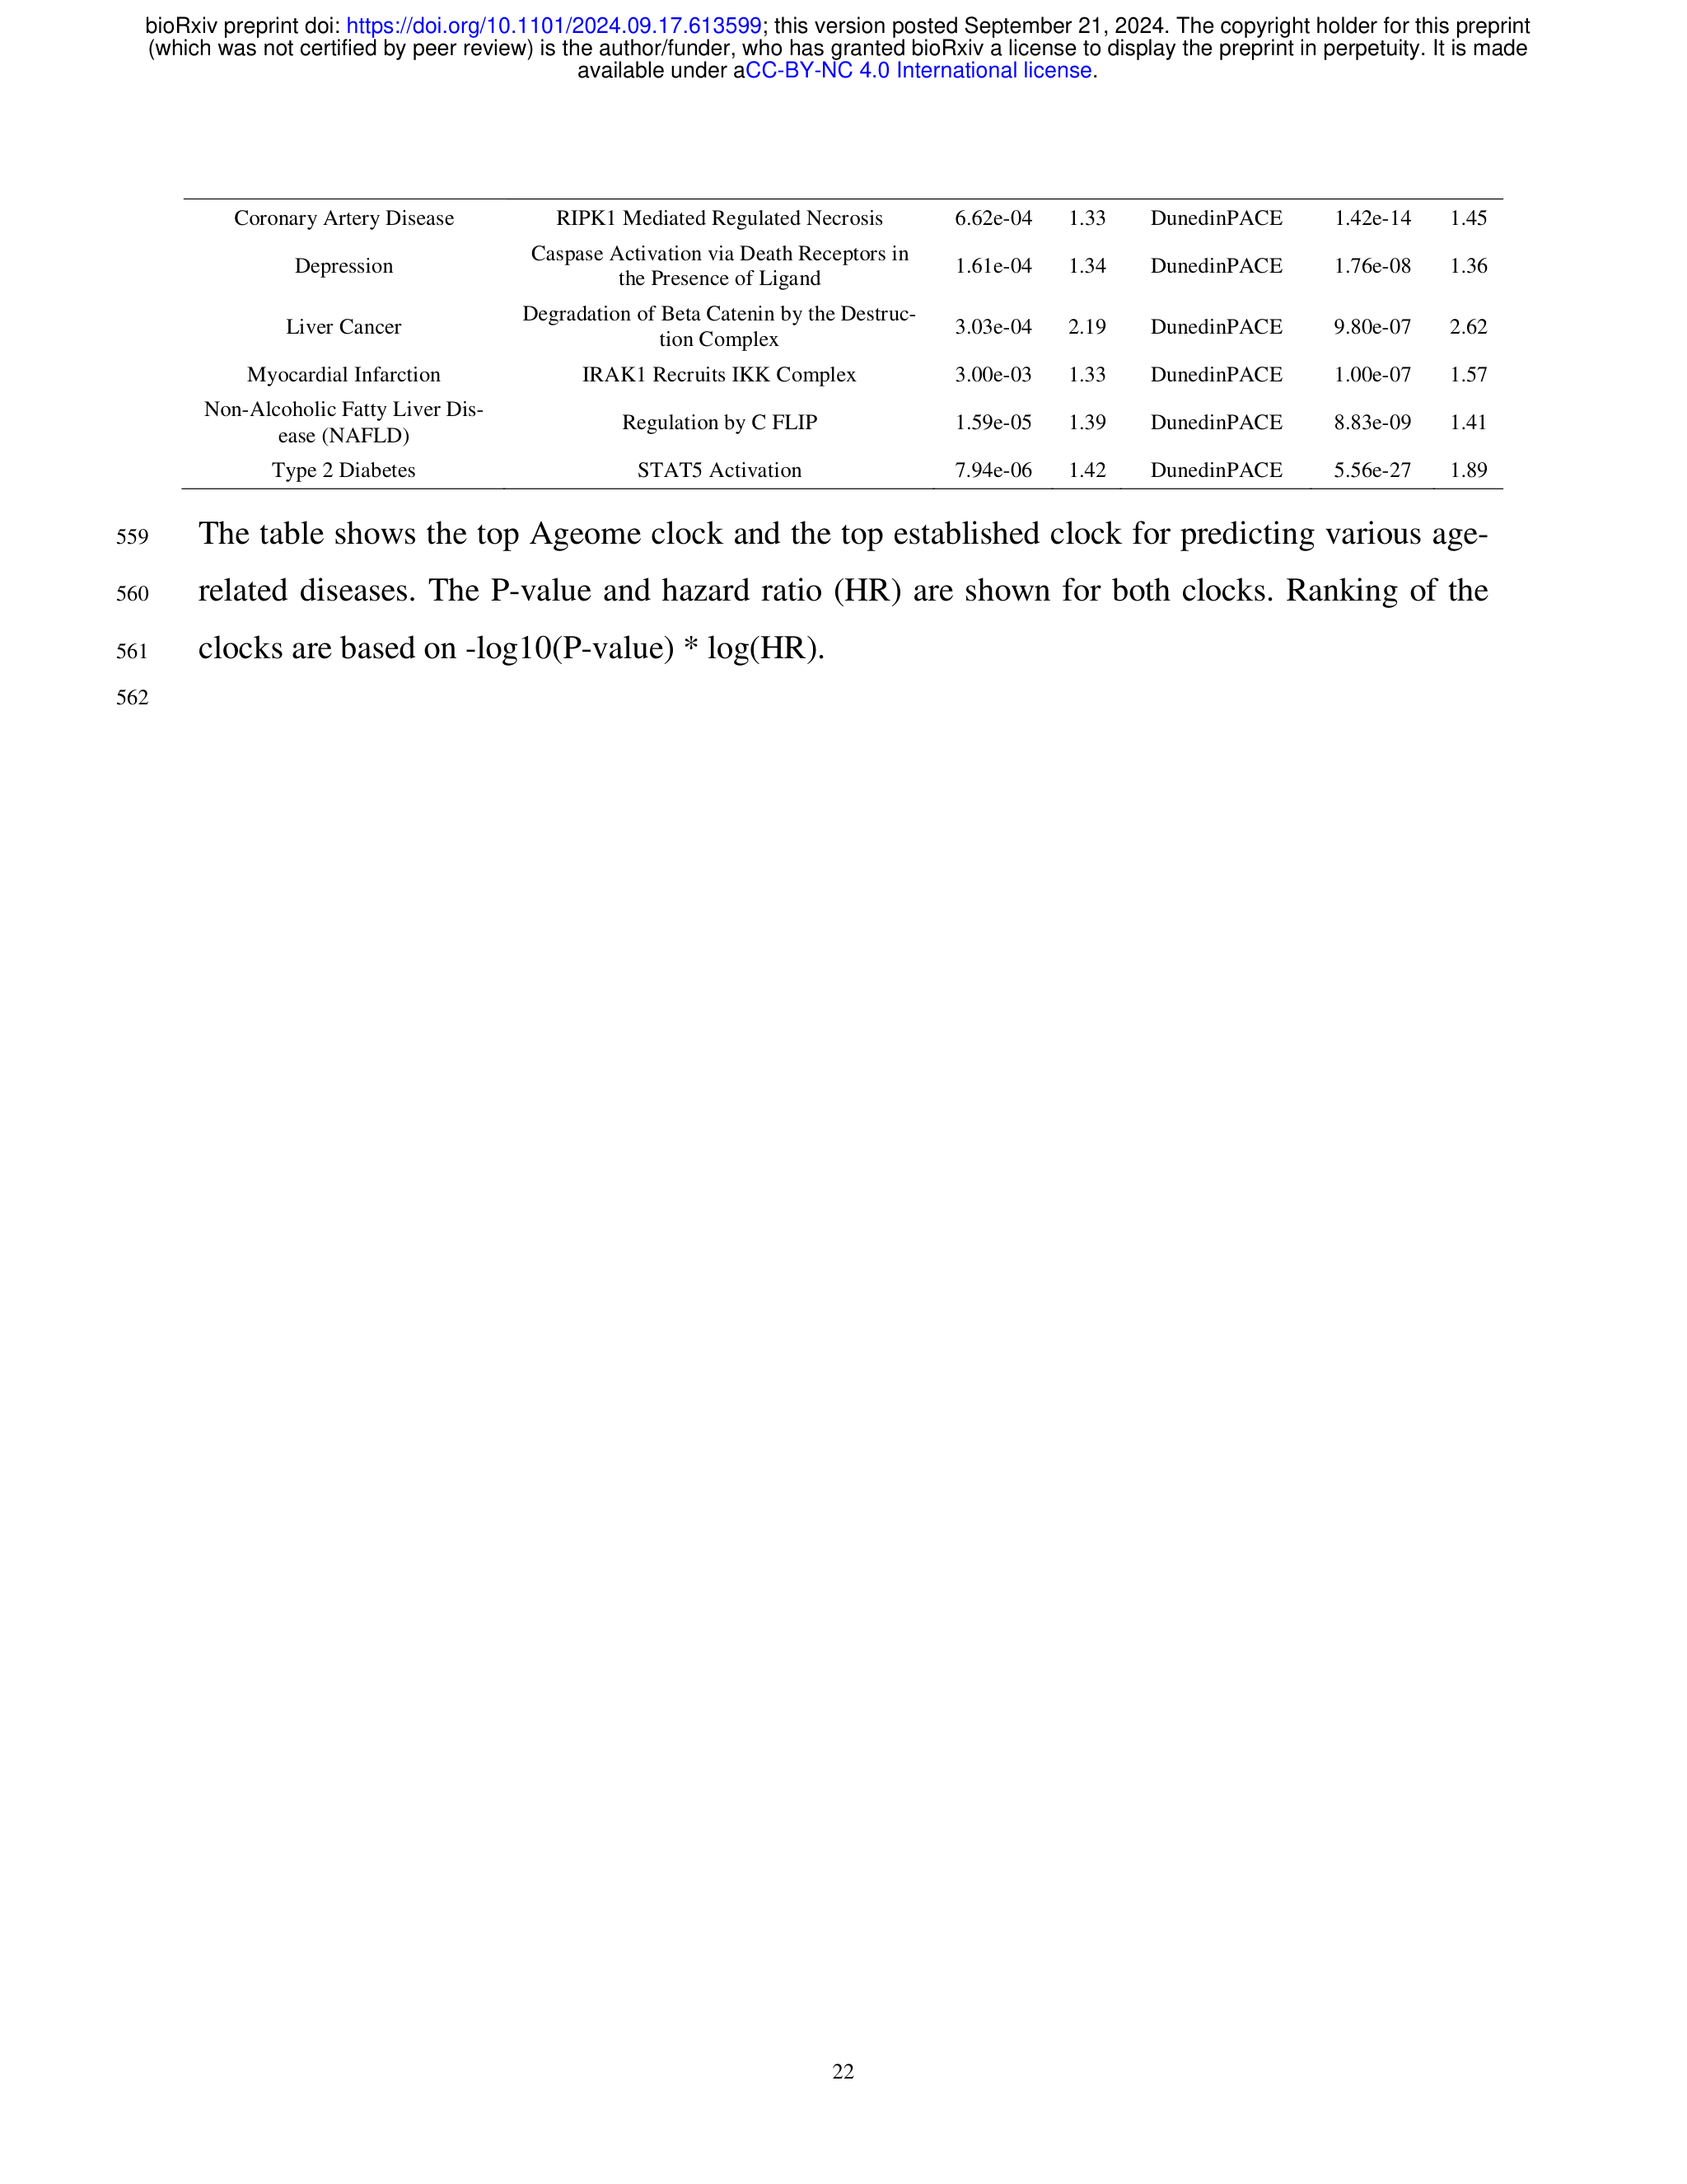 bioRxiv preprint doi: https://doi.org/10.1101/2024.09.17.613599; this version posted September 21, 2024. The copyright holder for this preprint
(which was not certified by peer review) is the author/funder, who has granted bioRxiv a license to display the preprint in perpetuity. It is made
available under aCC-BY-NC 4.0 International license.
Coronary Artery Disease RIPK1 Mediated Regulated Necrosis 6.62e-04 1.33 DunedinPACE 1.42e-14 1.45
Depression Caspase Activation via Death Receptors in
the Presence of Ligand 1.61e-04 1.34 DunedinPACE 1.76e-08 1.36
Liver Cancer Degradation of Beta Catenin by the Destruc-
tion Complex 3.03e-04 2.19 DunedinPACE 9.80e-07 2.62
Myocardial Infarction IRAK1 Recruits IKK Complex 3.00e-03 1.33 DunedinPACE 1.00e-07 1.57
Non-Alcoholic Fatty Liver Dis-
ease (NAFLD) Regulation by C FLIP 1.59e-05 1.39 DunedinPACE 8.83e-09 1.41
Type 2 Diabetes STAT5 Activation 7.94e-06 1.42 DunedinPACE 5.56e-27 1.89
559 The table shows the top Ageome clock and the top established clock for predicting various age-
560 related diseases. The P-value and hazard ratio (HR) are shown for both clocks. Ranking of the
561 clocks are based on -log10(P-value) * log(HR).
562
22